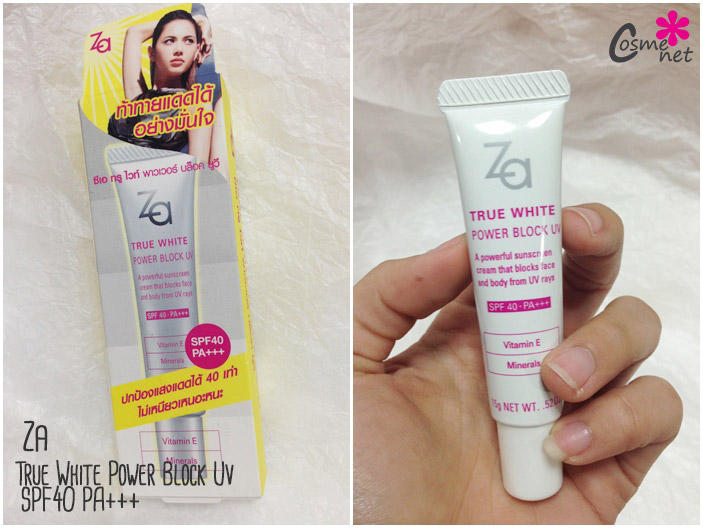 Za
ท้าทายแดดได้
อย่างมั่นใจ
ซีเอ ทรู ไวท์ พาวเวอร์ บล็อค ยูวี
Za
TRUE WHITE
POWER BLOCK UV
A powerful sunscreen
cream that blocks face
and body from UV rays
SPF 40 · PA+++
SPF40
PA+++
Vitamin E
Minerals
ปกป้องแสงแดดได้ 40 เท่า
ไม่เหนียวเหนอะหนะ
Vitamin E
Minerals
Za
True White Power Block Uv
SPF40 PA+++
Cosme
net
Za
TRUE WHITE
POWER BLOCK UV
A powerful sunscreen
cream that blocks face
and body from UV rays
SPF 40 · PA+++
Vitamin E
Minerals
15g NET WT. .52